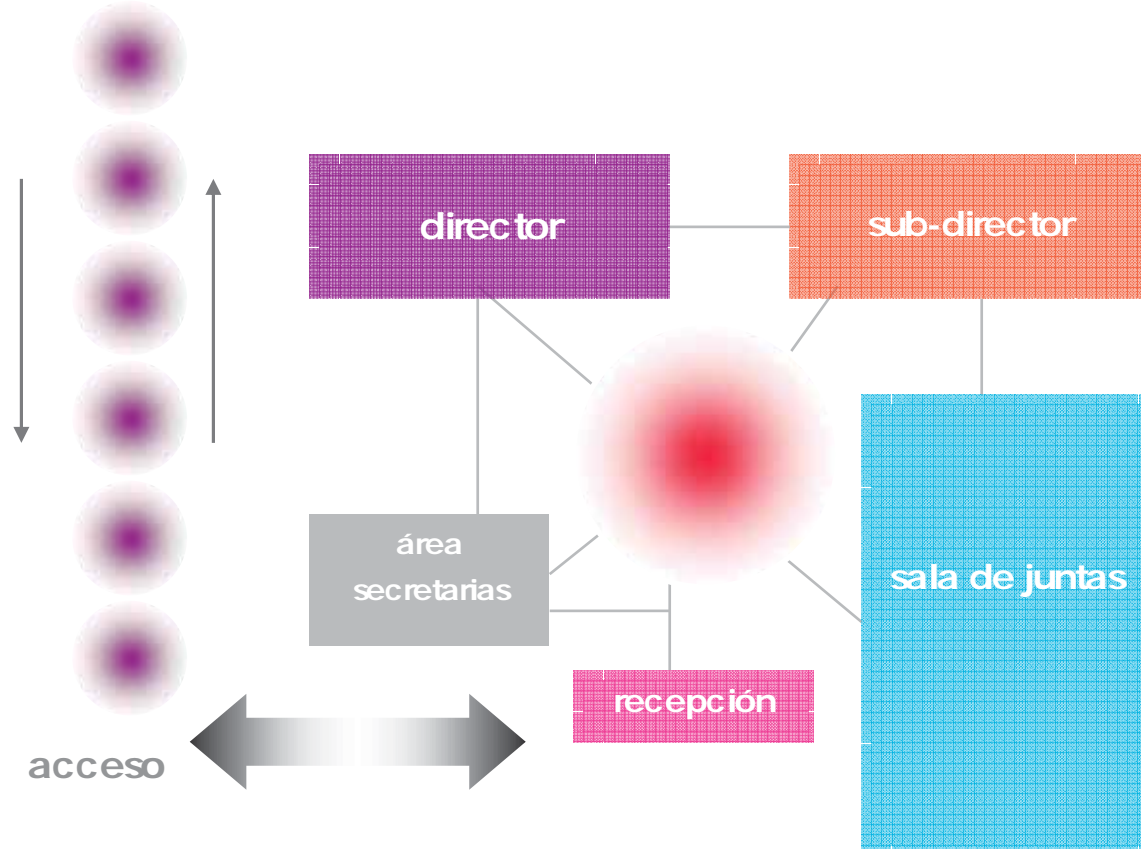 director
sub-director
área
secretarias
sala de juntas
recepción
acceso